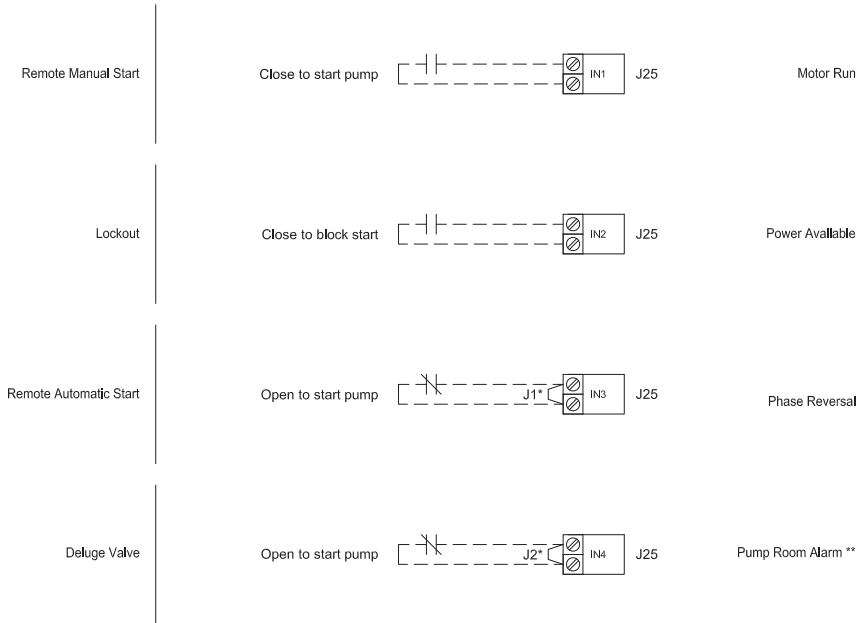 Remote Manual Start Close to start pump IN1 J25 Motor Run
Lockout Close to block start IN2 J25 Power Available
Remote Automatic Start Open to start pump J1* IN3 J25 Phase Reversal
Deluge Valve Open to start pump J2* IN4 J25 Pump Room Alarm **